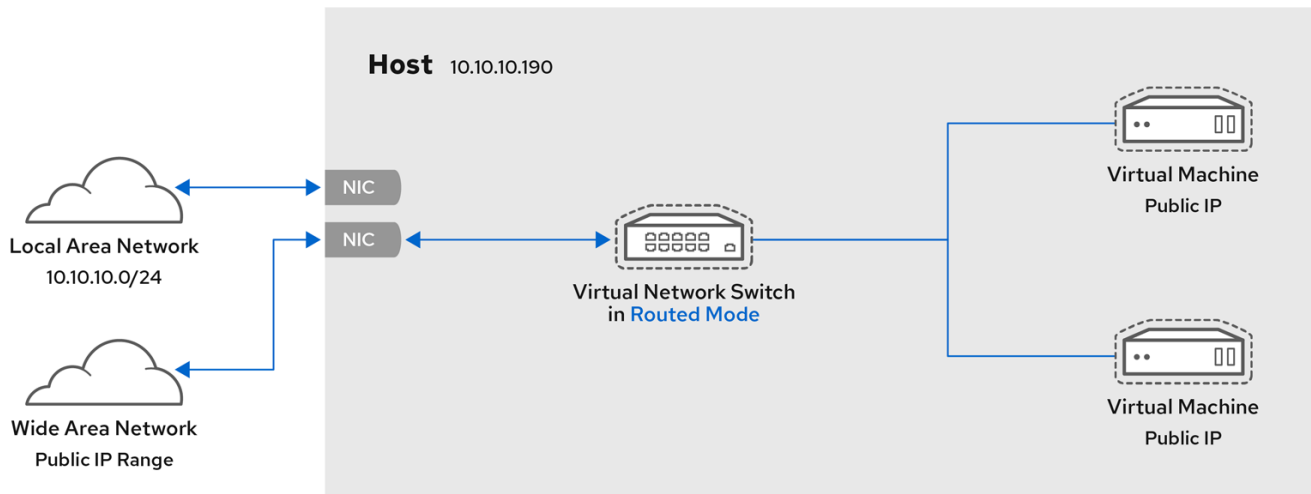 Host 10.10.10.190
NIC
NIC
Local Area Network
10.10.10.0/24
Wide Area Network
Public IP Range
Virtual Network Switch
in Routed Mode
Virtual Machine
Public IP
Virtual Machine
Public IP